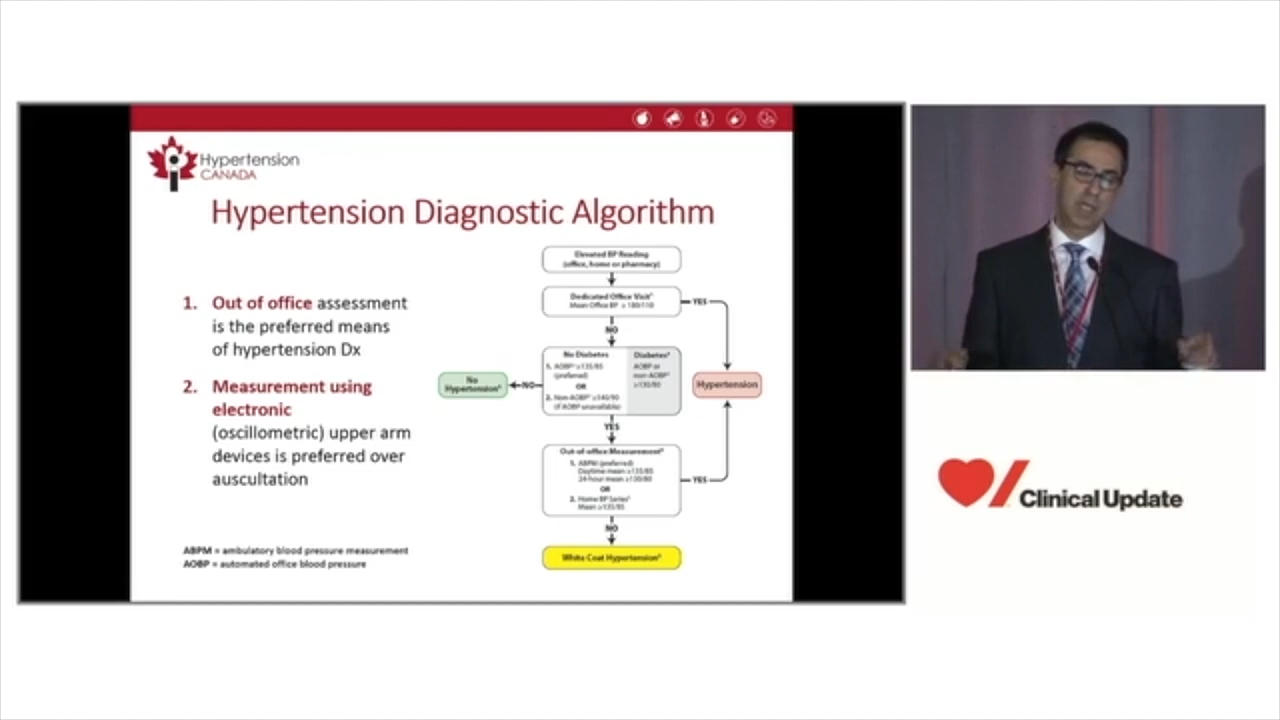 Hypertension
CANADA
Hypertension Diagnostic Algorithm
1. Out of office assessment
is the preferred means
of hypertension Dx
2. Measurement using
electronic
(oscillometric) upper arm
devices is preferred over
auscultation
ABPM = ambulatory blood pressure measurement
AOBP = automated office blood pressure
Elevated BP Reading
(office, home or pharmacy)
Dedicated Office Visit
Mean Office BP ≥ 180/110
YES
NO
No Diabetes
1. AOBP ≥135/85
(preferred)
OR
2. Non-AOBP ≥140/90
(if AOBP unavailable)
Diabetes
AOBP or
non-AOBP
≥130/80
NO
No
Hypertension
Hypertension
YES
Out-of-office Measurement
1. ABPM (preferred)
Daytime mean ≥135/85
24-hour mean ≥130/80
OR
2. Home BP Series
Mean ≥135/85
YES
NO
White Coat Hypertension
Clinical Update